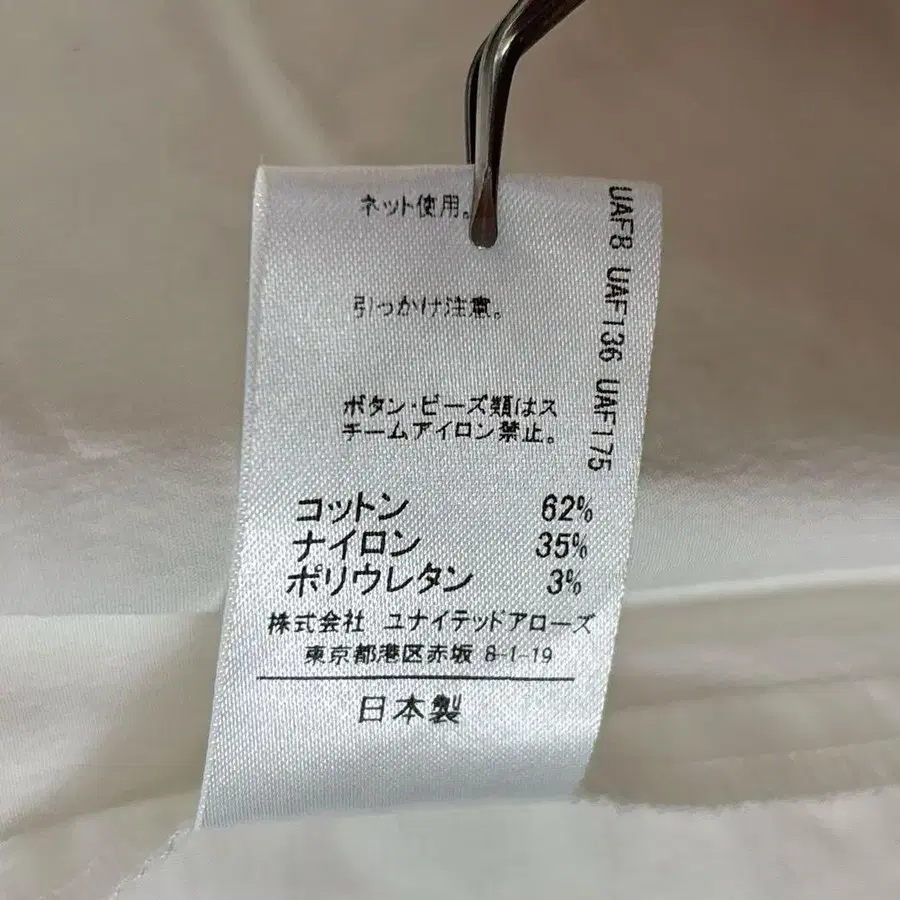 ネット使用。
引っかけ注意。
ボタン・ビーズ類はス
チームアイロン禁止。
コットン 62%
ナイロン 35%
ポリウレタン 3%
株式会社 ユナイテッドアローズ
東京都港区赤坂 8-1-19
日本製
UAF8 UAF136 UAF175